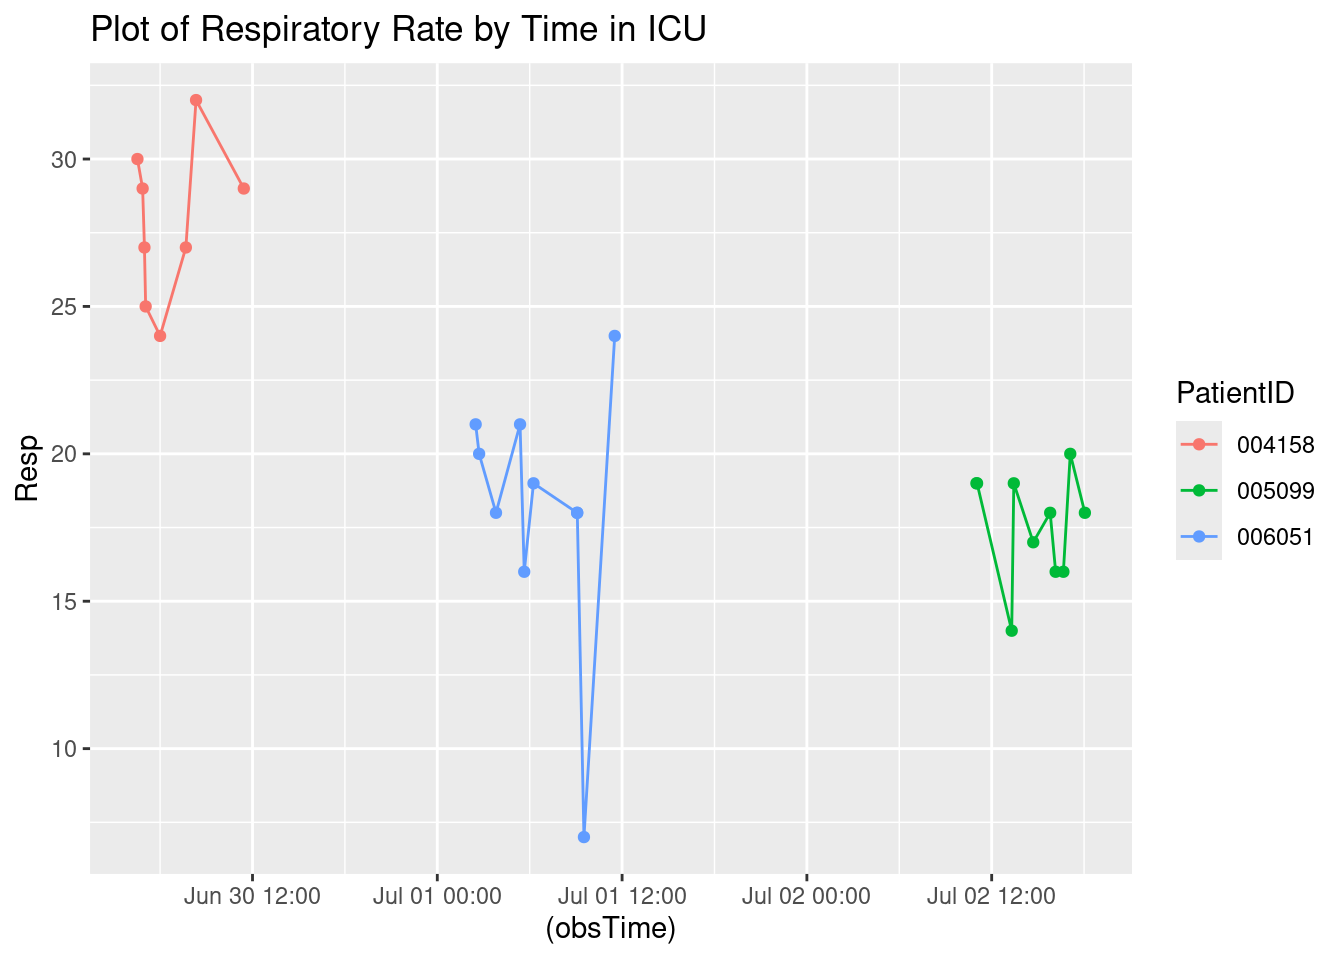 Plot of Respiratory Rate by Time in ICU
30
25
20
15
10
Resp
Jun 30 12:00
Jul 01 00:00
Jul 01 12:00
Jul 02 00:00
Jul 02 12:00
(obsTime)
PatientID
004158
005099
006051